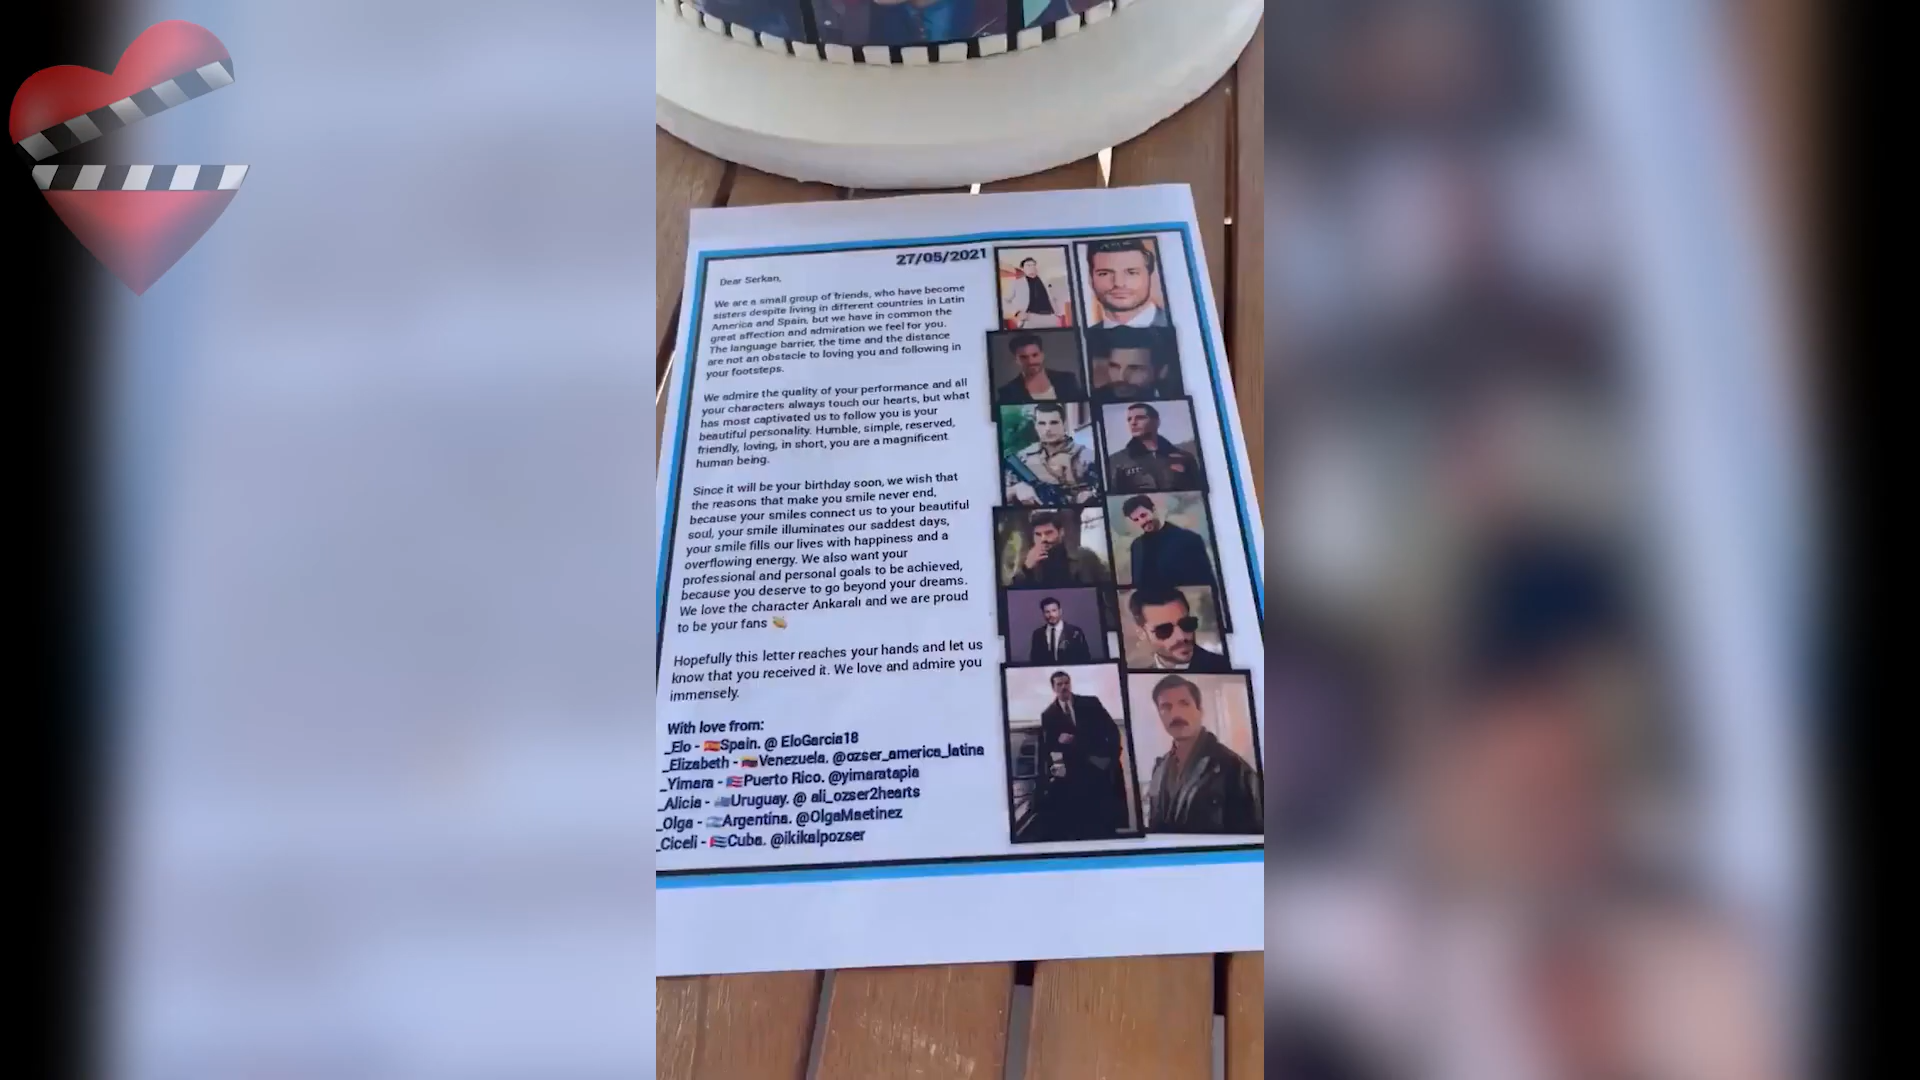 27/05/2021
Dear Serkan,
We are a small group of friends, who have become
sisters despite living in different countries in Latin
America and Spain, but we have in common the
great affection and admiration we feel for you.
The language barrier, the time and the distance
are not an obstacle to loving you and following in
your footsteps.
We admire the quality of your performance and all
your characters always touch our hearts, but what
has most captivated us to follow you is your
beautiful personality. Humble, simple, reserved,
friendly, loving, in short, you are a magnificent
human being.
Since it will be your birthday soon, we wish that
the reasons that make you smile never end,
because your smiles connect us to your beautiful
soul, your smile illuminates our saddest days,
your smile fills our lives with happiness and a
overflowing energy. We also want your
professional and personal goals to be achieved,
because you deserve to go beyond your dreams.
We love the character Ankaralı and we are proud
to be your fans 👏
Hopefully this letter reaches your hands and let us
know that you received it. We love and admire you
immensely.
With love from:
_Elo - 🇪🇸Spain. @ EloGarcia18
_Elizabeth - 🇻🇪Venezuela. @ozser_america_latina
_Yimara - 🇵🇷Puerto Rico. @yimaratapia
_Alicia - 🇺🇾Uruguay. @ ali_ozser2hearts
_Olga - 🇦🇷Argentina. @OlgaMaetinez
_Ciceli - 🇨🇺Cuba. @ikikalpozser